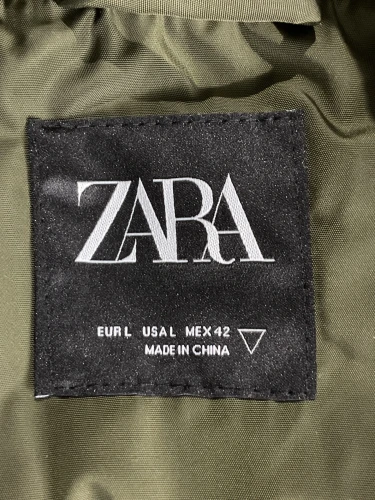 ZARA
EUR L USA L MEX 42
MADE IN CHINA